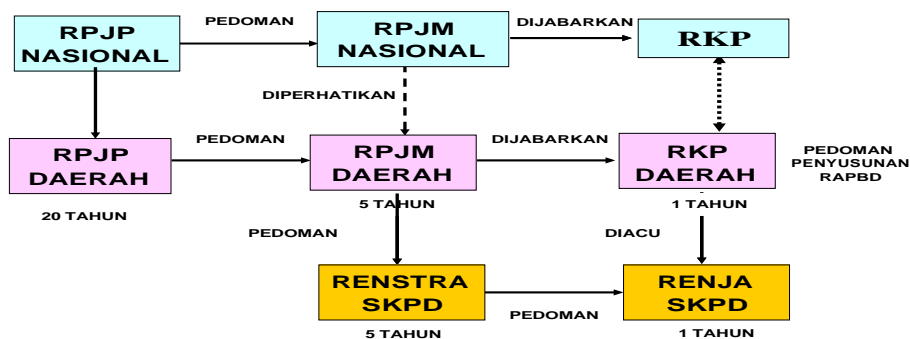 RPJP
NASIONAL
PEDOMAN
RPJM
NASIONAL
DIJABARKAN
RKP
DIPERHATIKAN
RPJP
DAERAH
PEDOMAN
RPJM
DAERAH
DIJABARKAN
RKP
DAERAH
PEDOMAN
PENYUSUNAN
RAPBD
20 TAHUN
5 TAHUN
1 TAHUN
PEDOMAN
DIACU
RENSTRA
SKPD
PEDOMAN
RENJA
SKPD
5 TAHUN
1 TAHUN